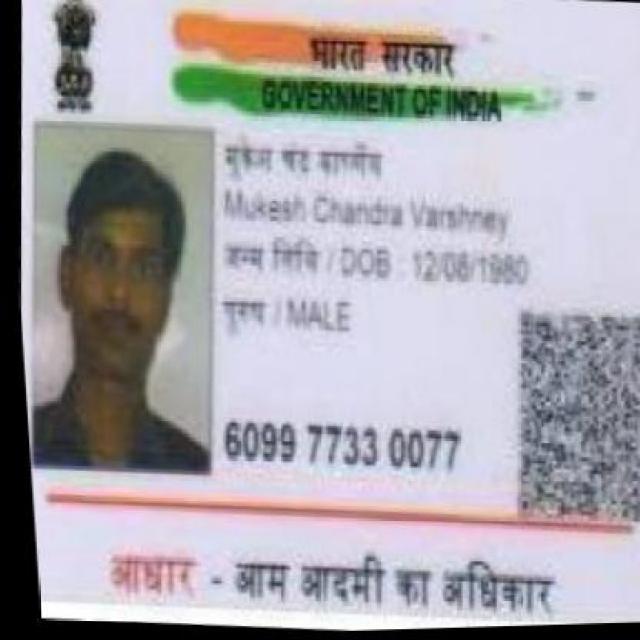 भारत सरकार
GOVERNMENT OF INDIA
मुकेश चंद
Mukesh Chandra Varshney
जन्म तिथि / DOB : 12/08/1980
पुरुष / MALE
6099 7733 0077
आधार - आम आदमी का अधिकार